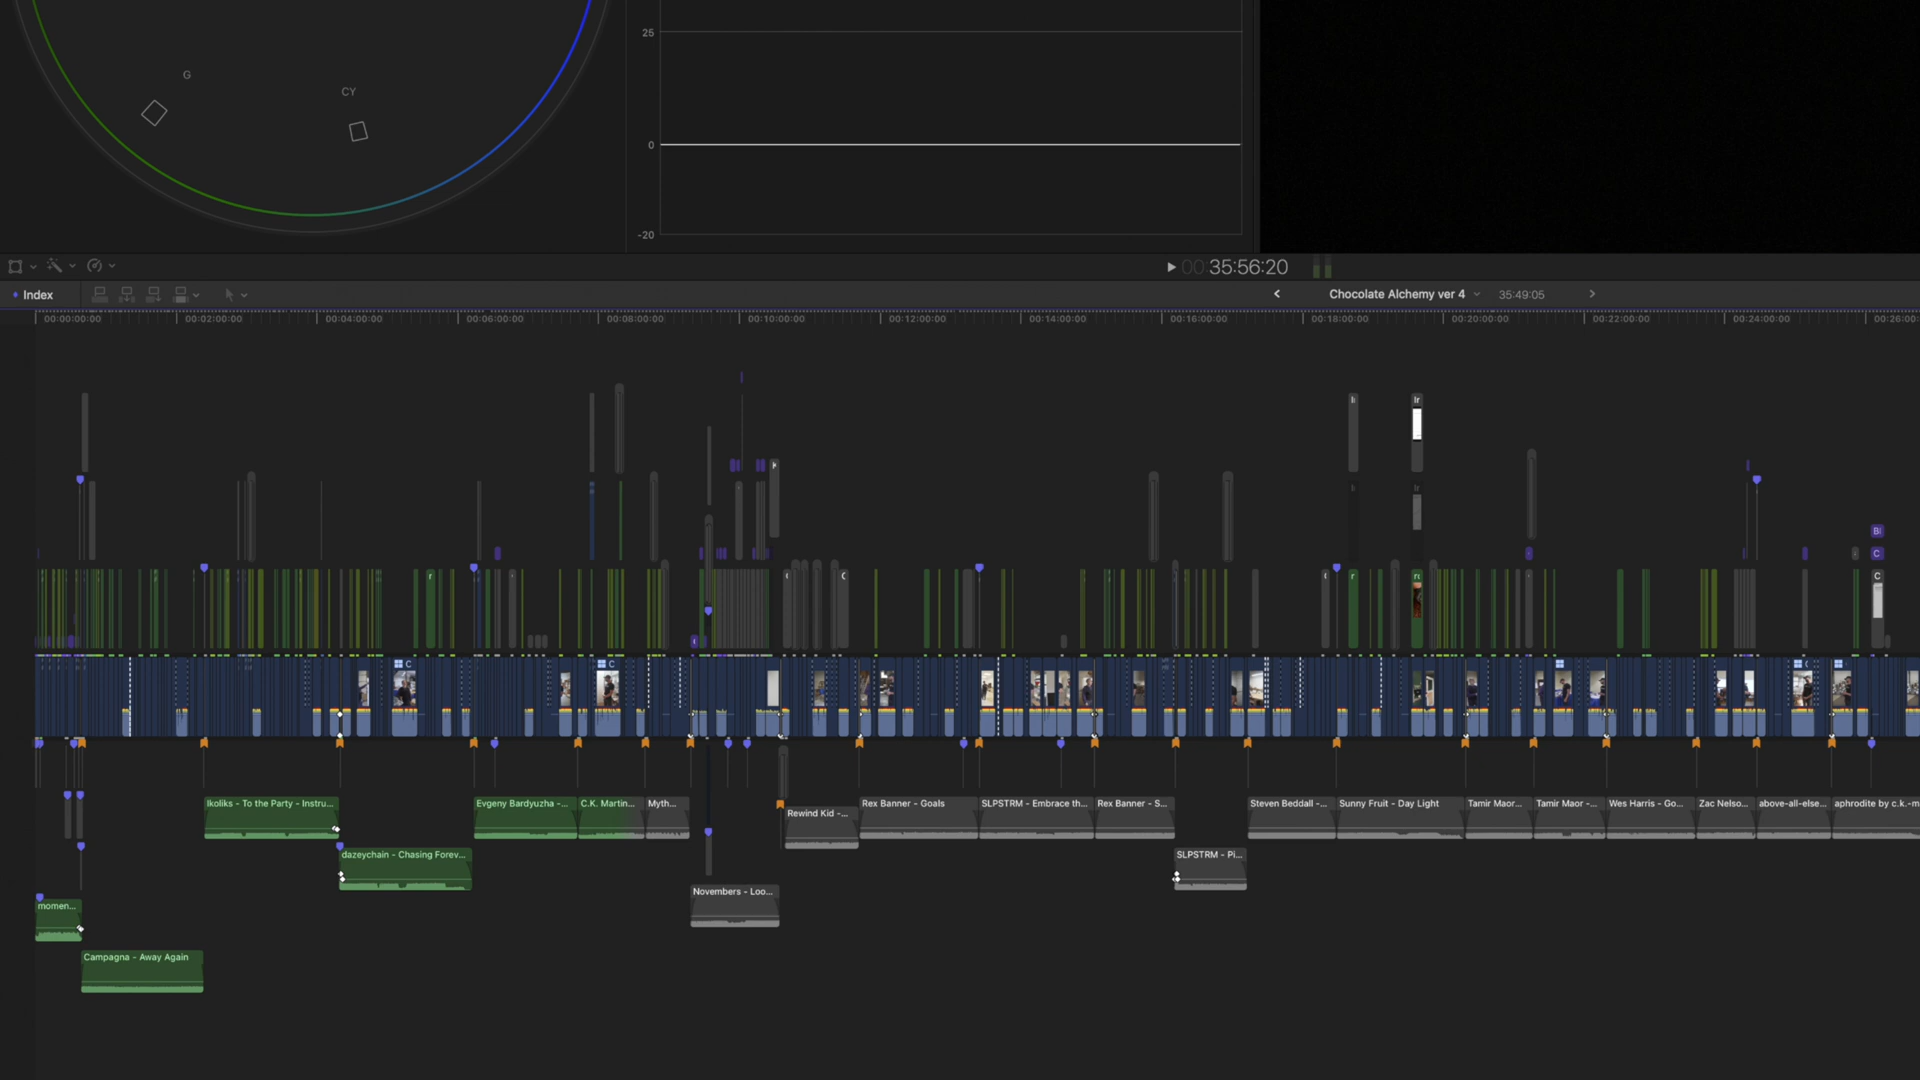 25
G
CY
0
-20
00:35:56:20
Index
Chocolate Alchemy ver 4
35:49:05
00:00:00:00
00:02:00:00
00:04:00:00
00:06:00:00
00:08:00:00
00:10:00:00
00:12:00:00
00:14:00:00
00:16:00:00
00:18:00:00
00:20:00:00
00:22:00:00
00:24:00:00
00:26:00:
C
C
C
C
C
Ikoliks - To the Party - Instru...
Evgeny Bardyuzha -...
C.K. Martin...
Myth...
Rewind Kid -...
Rex Banner - Goals
SLPSTRM - Embrace th...
Rex Banner - S...
Steven Beddall -...
Sunny Fruit - Day Light
Tamir Maor...
Tamir Maor -...
Wes Harris - Go...
Zac Nelso...
above-all-else...
aphrodite by c.k.-m
dazeychain - Chasing Forev...
SLPSTRM - Pi...
Novembers - Loo...
momen...
Campagna - Away Again